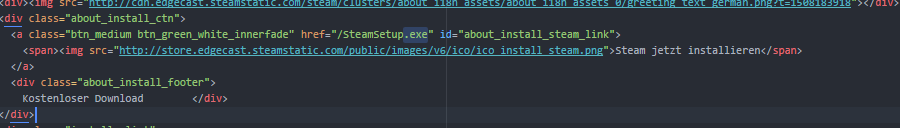 <div><img src="http://cdn.edgecast.steamstatic.com/steam/clusters/about_i18n_assets/about_i18n_assets_0/greeting_text_german.png?t=1508183918"></div>
<div class="about_install_ctn">
<a class="btn_medium btn_green_white_innerfade" href="/SteamSetup.exe" id="about_install_steam_link">
<span><img src="http://store.edgecast.steamstatic.com/public/images/v6/ico/ico_install_steam.png">Steam jetzt installieren</span>
</a>
<div class="about_install_footer">
Kostenloser Download </div>
</div>